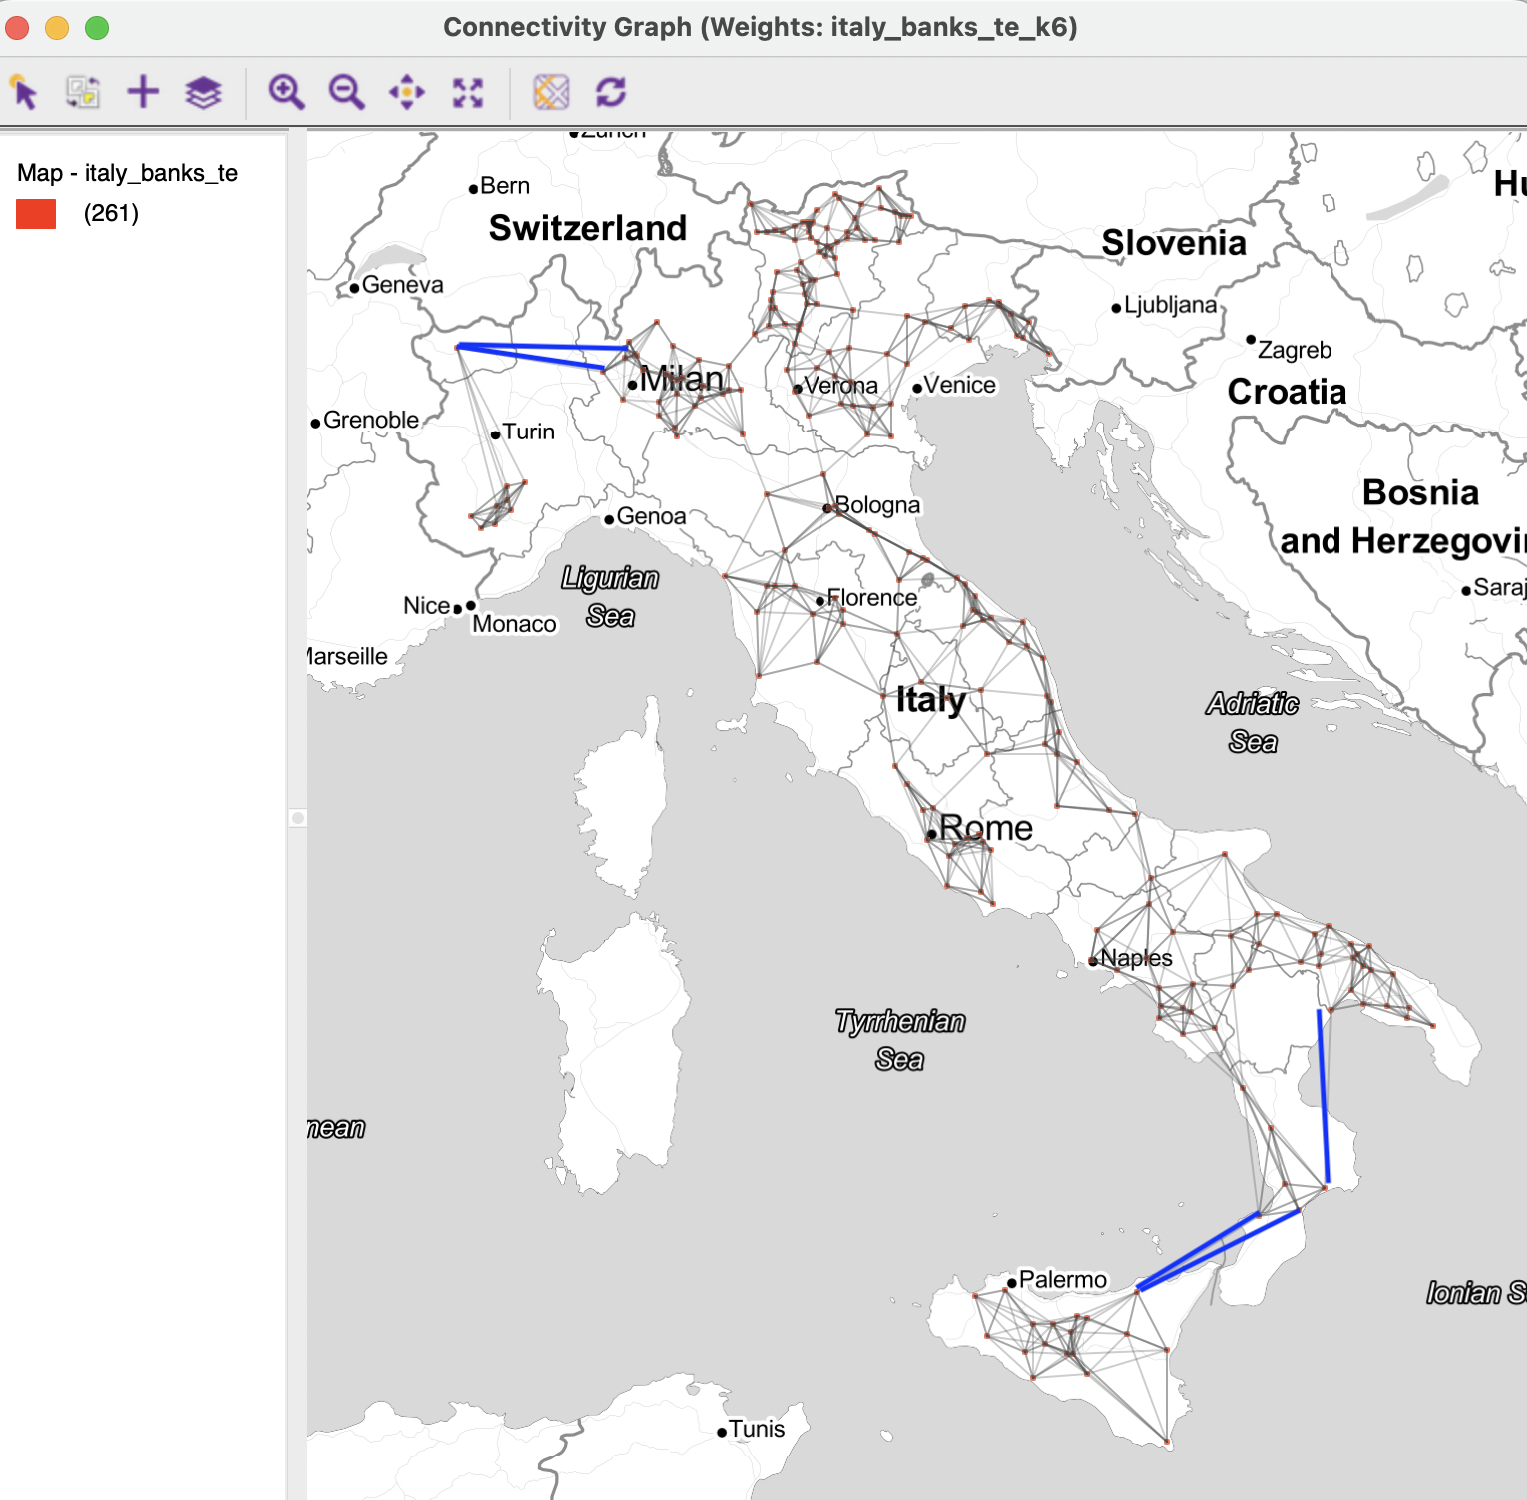 Connectivity Graph (Weights: italy_banks_te_k6)
Map - italy_banks_te
(261)
Zurich
Bern
Switzerland
Slovenia
Geneva
Ljubljana
Zagreb
Croatia
Milan
Verona
Venice
Grenoble
Turin
Bosnia
and Herzegovi
Bologna
Genoa
Ligurian
Sea
Florence
Nice
Monaco
Saraj
Marseille
Italy
Adriatic
Sea
Rome
Naples
Tyrrhenian
Sea
nean
Palermo
Ionian S
Tunis